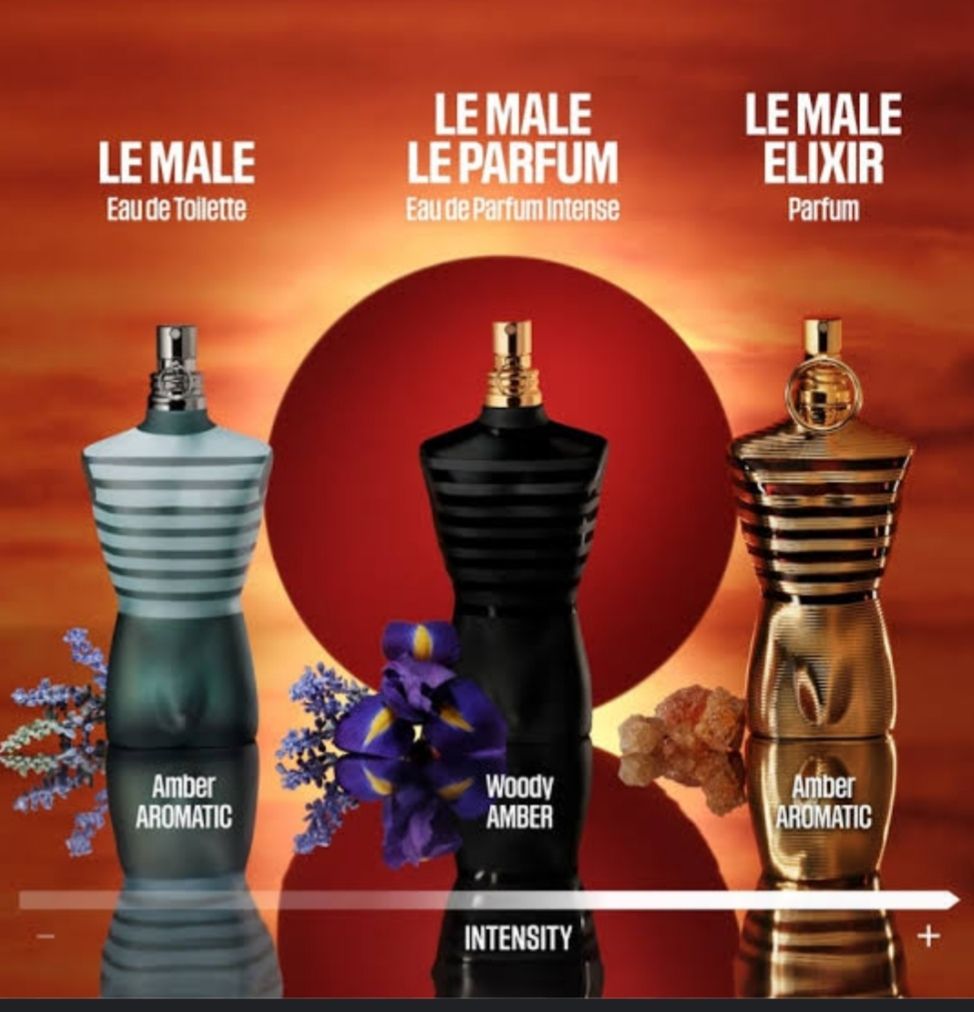 LE MALE
Eau de Toilette
LE MALE
LE PARFUM
Eau de Parfum Intense
LE MALE
ELIXIR
Parfum
Amber
AROMATIC
Woody
AMBER
Amber
AROMATIC
−
INTENSITY
+